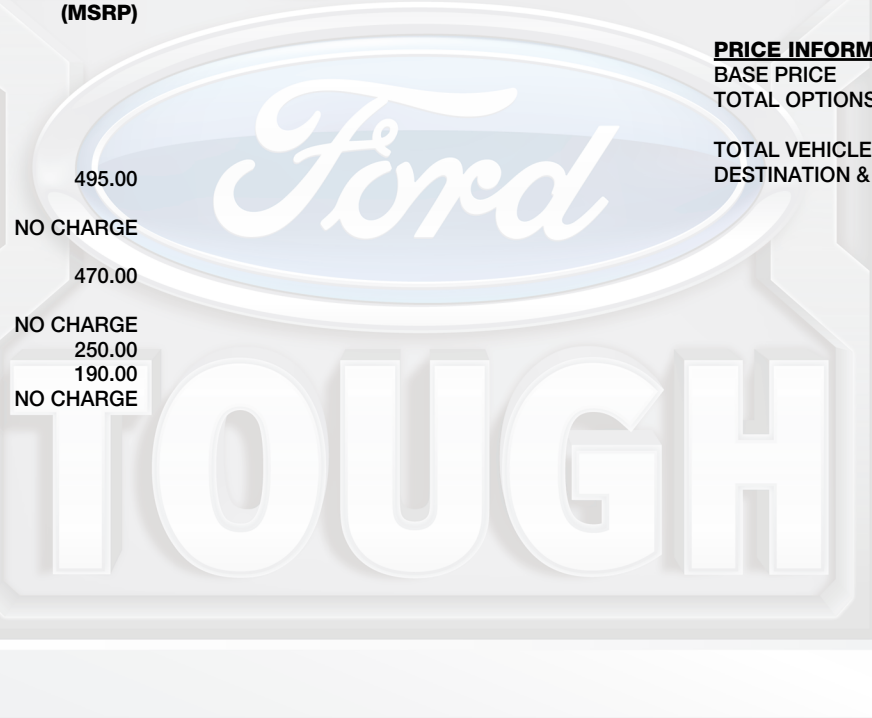 (MSRP)
495.00
NO CHARGE
470.00
NO CHARGE
250.00
190.00
NO CHARGE
PRICE INFORM
BASE PRICE
TOTAL OPTIONS
TOTAL VEHICLE
DESTINATION &
Ford
TOUGH